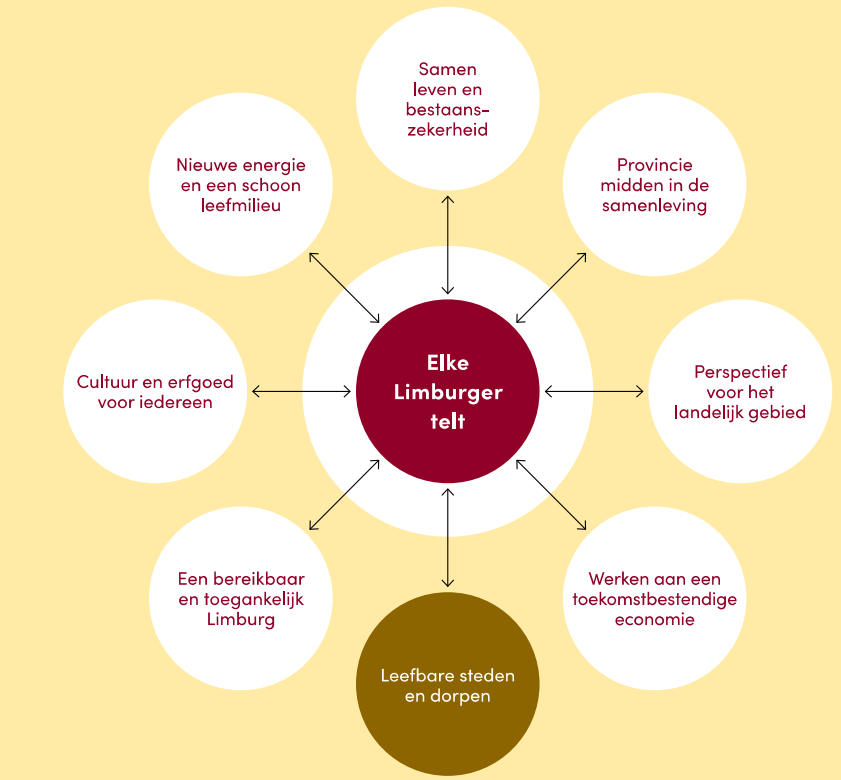 Samen
leven en
bestaans-
zekerheid
Nieuwe energie
en een schoon
leefmilieu
Provincie
midden in de
samenleving
Cultuur en erfgoed
voor iedereen
Elke
Limburger
telt
Perspectief
voor het
landelijk gebied
Een bereikbaar
en toegankelijk
Limburg
Werken aan een
toekomstbestendige
economie
Leefbare steden
en dorpen